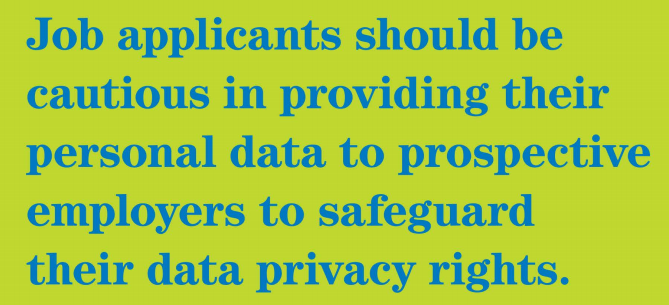 Job applicants should be
cautious in providing their
personal data to prospective
employers to safeguard
their data privacy rights.